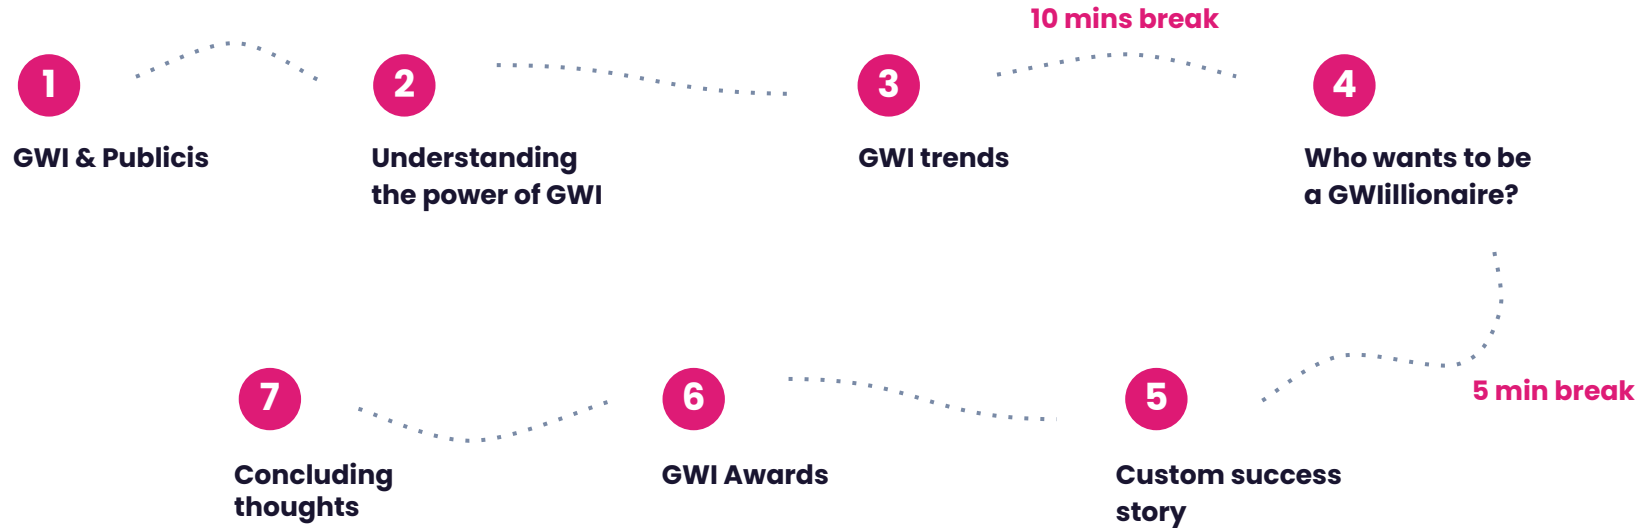 1
GWI & Publicis
2
Understanding
the power of GWI
3
GWI trends
10 mins break
4
Who wants to be
a GWIillionaire?
5 min break
5
Custom success
story
6
GWI Awards
7
Concluding
thoughts